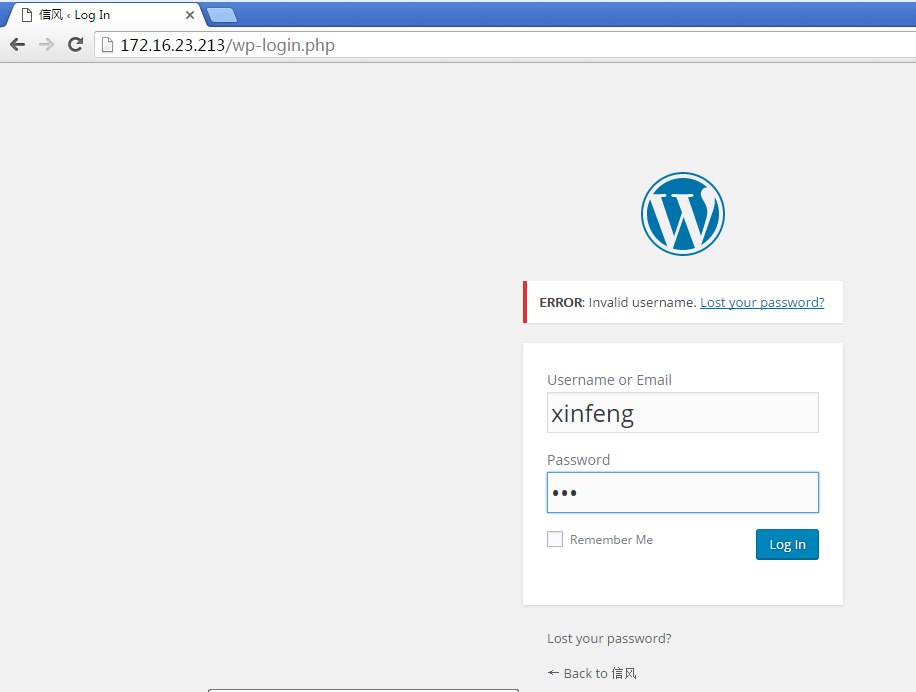 信风 ‹ Log In
172.16.23.213/wp-login.php
ERROR: Invalid username. Lost your password?
Username or Email
xinfeng
Password
•••
Remember Me
Log In
Lost your password?
← Back to 信风